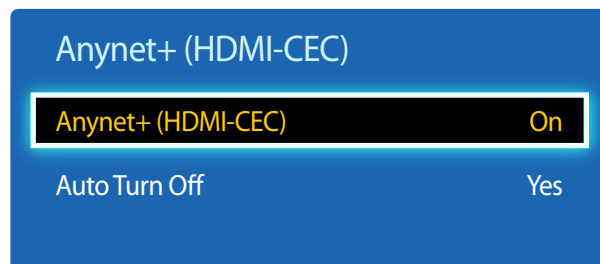 Anynet+ (HDMI-CEC)
Anynet+ (HDMI-CEC) On
Auto Turn Off Yes